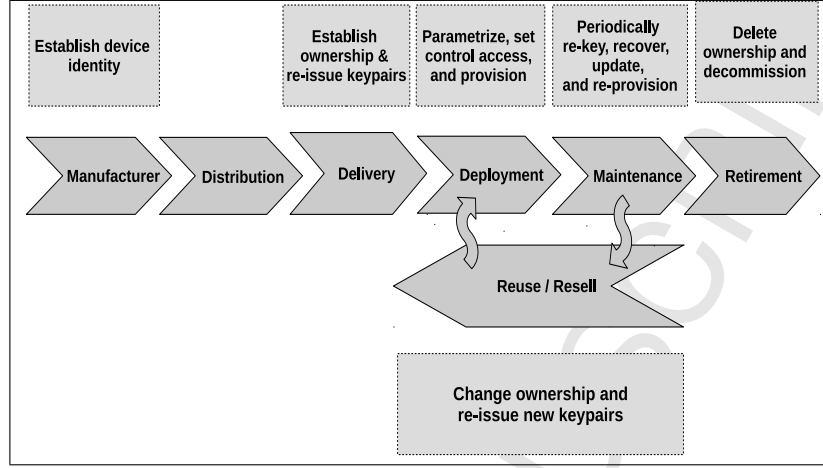 Establish device
identity
Establish
ownership &
re-issue keypairs
Parametrize, set
control access,
and provision
Periodically
re-key, recover,
update,
and re-provision
Delete
ownership and
decommission
Manufacturer
Distribution
Delivery
Deployment
Maintenance
Retirement
Reuse / Resell
Change ownership and
re-issue new keypairs